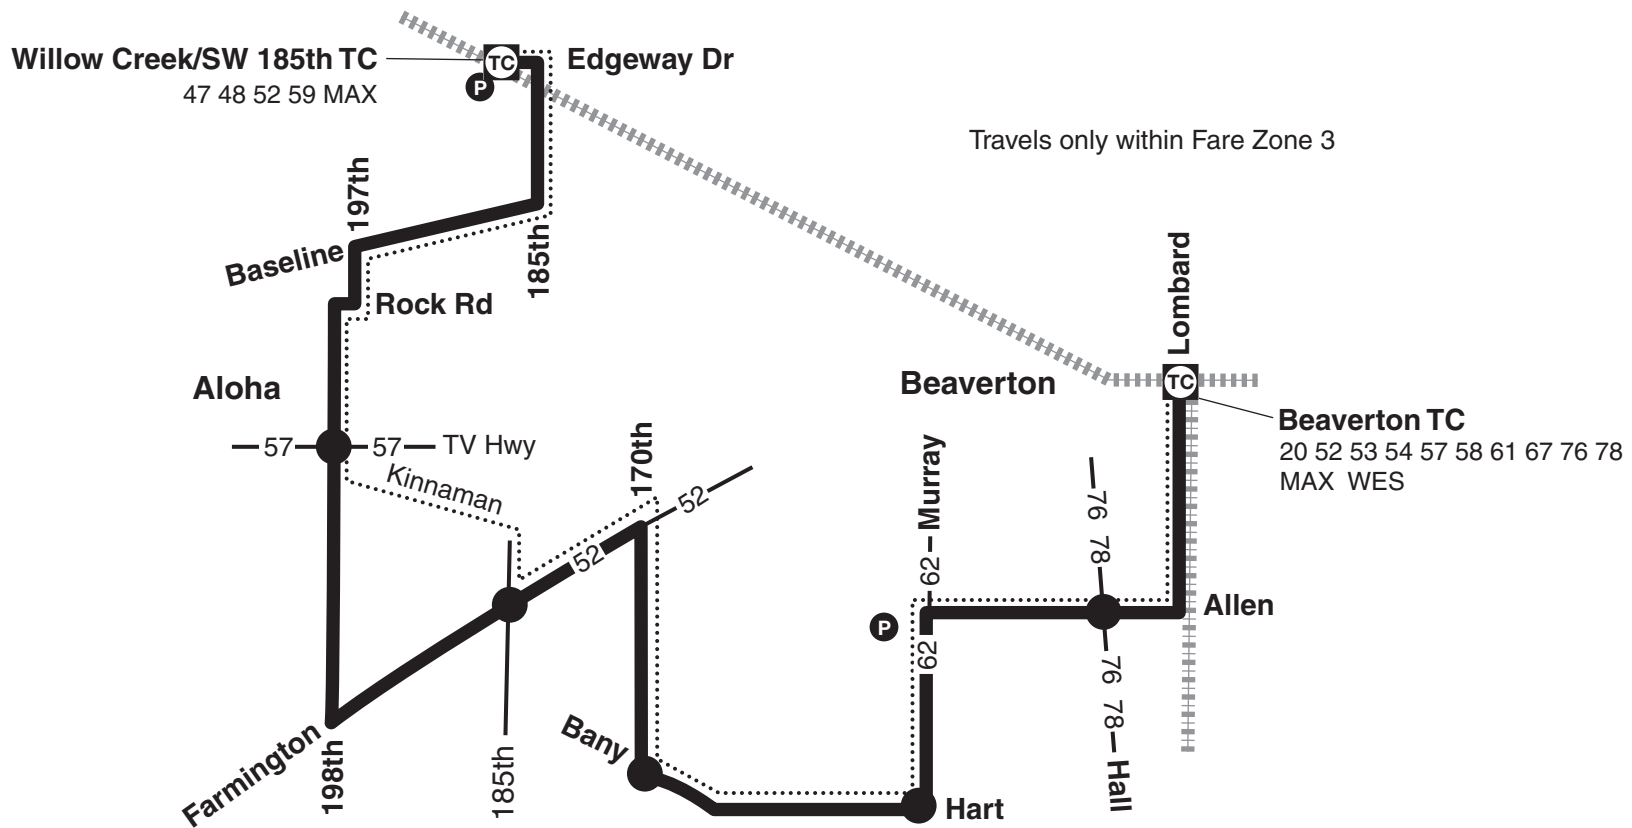 Willow Creek/SW 185th TC
47 48 52 59 MAX
TC
P
Edgeway Dr
Travels only within Fare Zone 3
197th
Baseline
185th
Rock Rd
Lombard
Aloha
Beaverton
TC
Beaverton TC
20 52 53 54 57 58 61 67 76 78
MAX WES
57 57 TV Hwy
Kinnaman
170th
52
52
62 Murray
62
76 78
76 78 Hall
P
Allen
Farmington
198th
185th
Bany
Hart